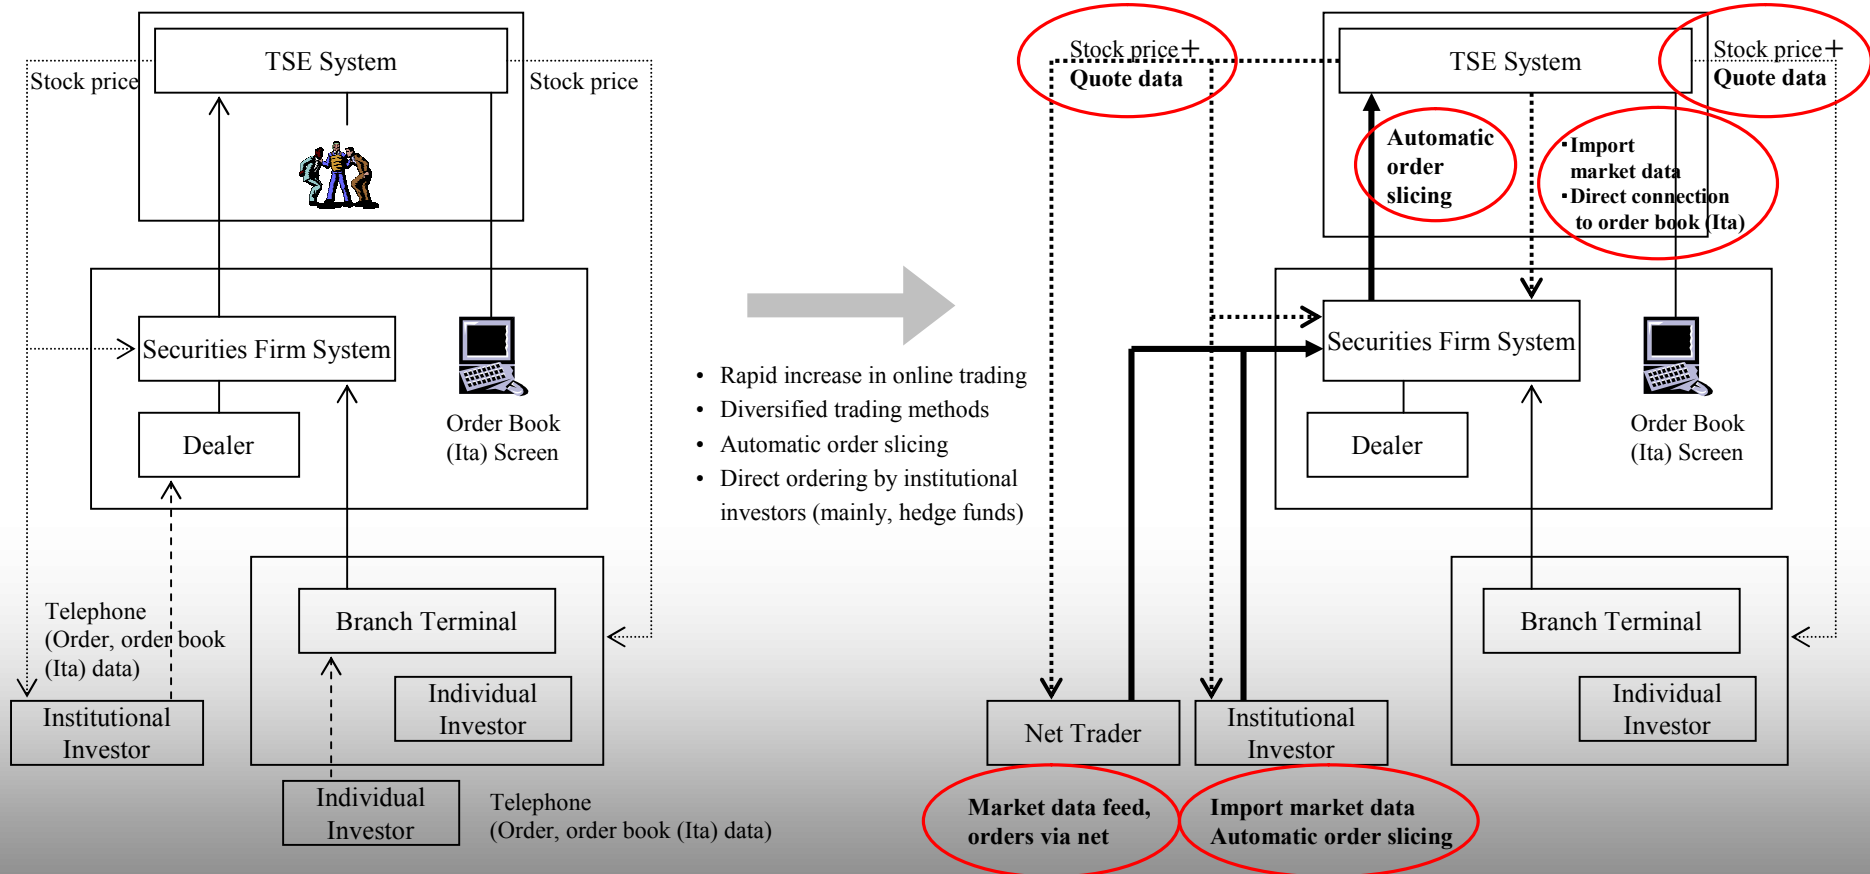 TSE System
Stock price
Stock price
Securities Firm System
Dealer
Order Book
(Ita) Screen
Telephone
(Order, order book
(Ita) data)
Branch Terminal
Individual
Investor
Institutional
Investor
Individual
Investor
Telephone
(Order, order book (Ita) data)
• Rapid increase in online trading
• Diversified trading methods
• Automatic order slicing
• Direct ordering by institutional
investors (mainly, hedge funds)
Stock price+
Quote data
TSE System
Stock price+
Quote data
Automatic
order
slicing
・Import
market data
・Direct connection
to order book (Ita)
Securities Firm System
Dealer
Order Book
(Ita) Screen
Branch Terminal
Individual
Investor
Net Trader
Institutional
Investor
Market data feed,
orders via net
Import market data
Automatic order slicing